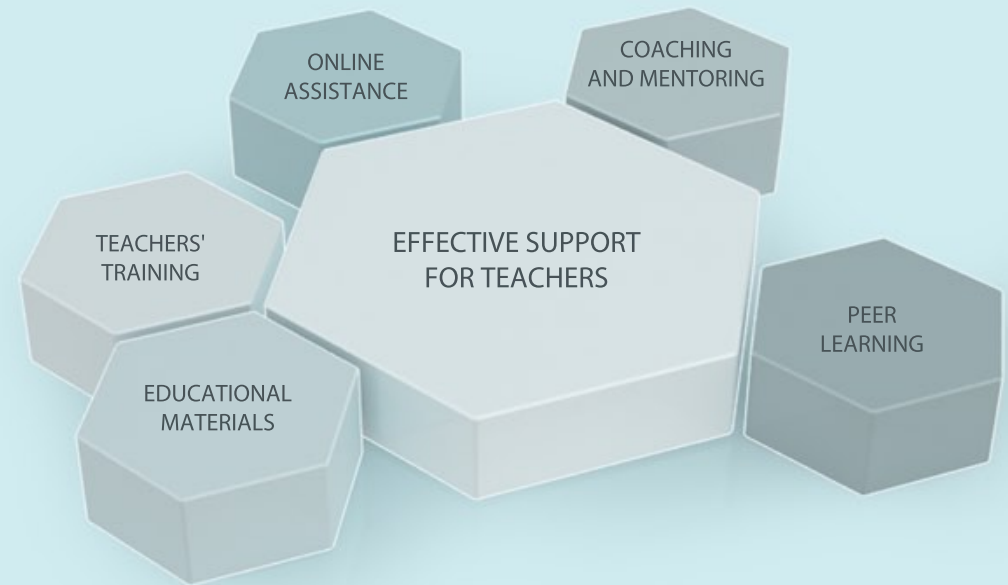 ONLINE
ASSISTANCE
COACHING
AND MENTORING
TEACHERS'
TRAINING
EFFECTIVE SUPPORT
FOR TEACHERS
PEER
LEARNING
EDUCATIONAL
MATERIALS